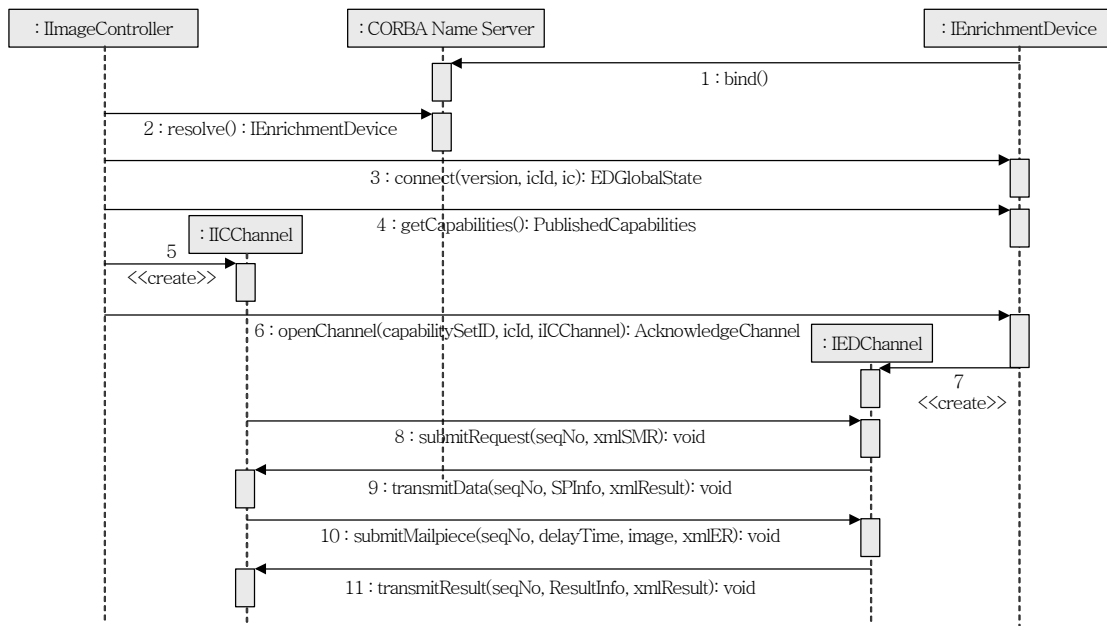 : IImageController
: CORBA Name Server
: IEnrichmentDevice
1 : bind()
2 : resolve() : IEnrichmentDevice
3 : connect(version, icId, ic): EDGlobalState
4 : getCapabilities(): PublishedCapabilities
: IICChannel
5
<<create>>
6 : openChannel(capabilitySetID, icId, iICChannel): AcknowledgeChannel
: IEDChannel
7
<<create>>
8 : submitRequest(seqNo, xmlSMR): void
9 : transmitData(seqNo, SPInfo, xmlResult): void
10 : submitMailpiece(seqNo, delayTime, image, xmlER): void
11 : transmitResult(seqNo, ResultInfo, xmlResult): void